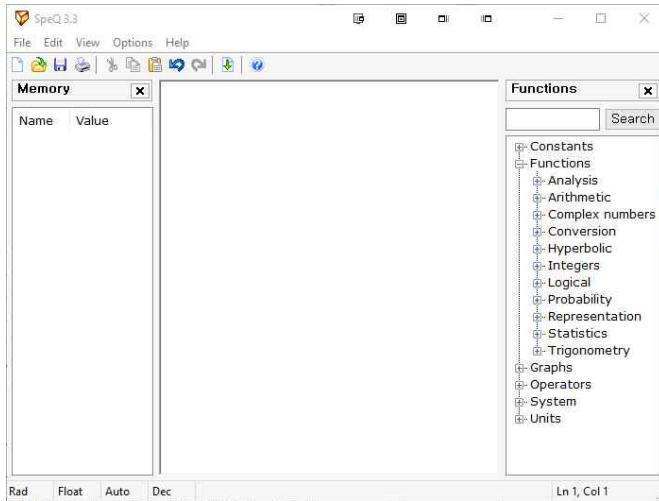 SpeQ 3.3
File Edit View Options Help
Memory
Name Value
Functions
Search
Constants
Functions
Analysis
Arithmetic
Complex numbers
Conversion
Hyperbolic
Integers
Logical
Probability
Representation
Statistics
Trigonometry
Graphs
Operators
System
Units
Rad Float Auto Dec Ln 1, Col 1